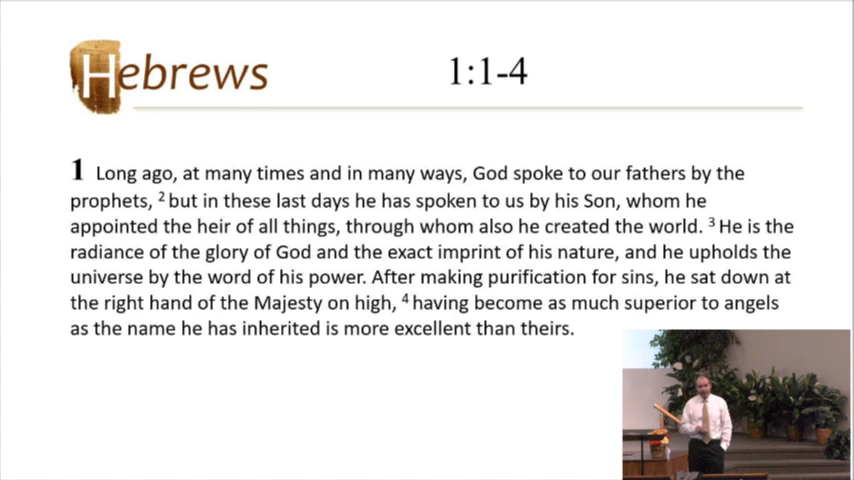 Hebrews 1:1-4
1 Long ago, at many times and in many ways, God spoke to our fathers by the
prophets, 2 but in these last days he has spoken to us by his Son, whom he
appointed the heir of all things, through whom also he created the world. 3 He is the
radiance of the glory of God and the exact imprint of his nature, and he upholds the
universe by the word of his power. After making purification for sins, he sat down at
the right hand of the Majesty on high, 4 having become as much superior to angels
as the name he has inherited is more excellent than theirs.